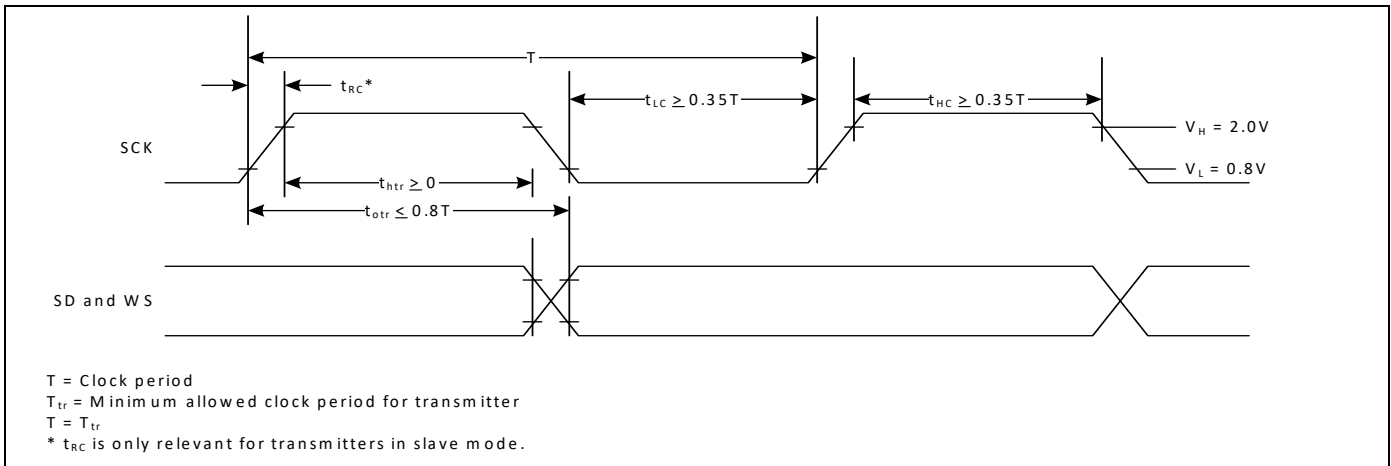 T
tRC*
tLC ≥ 0.35T
tHC ≥ 0.35T
SCK
VH = 2.0V
VL = 0.8V
thtr ≥ 0
totr ≤ 0.8T
SD and WS
T = Clock period
Ttr = Minimum allowed clock period for transmitter
T = Ttr
* tRC is only relevant for transmitters in slave mode.